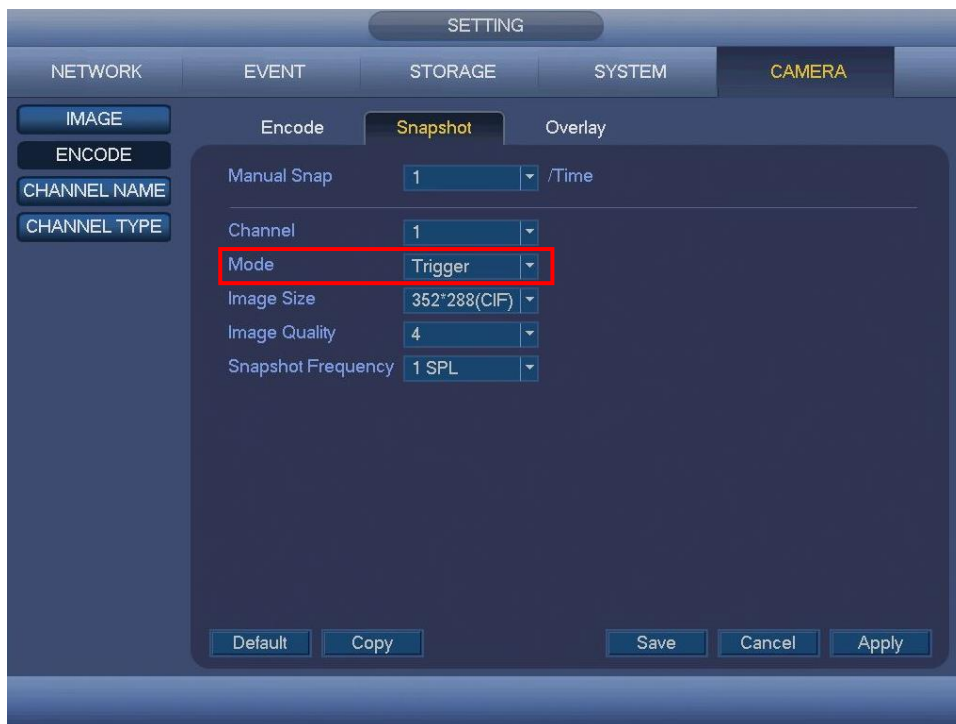 SETTING
NETWORK EVENT STORAGE SYSTEM CAMERA
IMAGE
ENCODE
CHANNEL NAME
CHANNEL TYPE
Encode Snapshot Overlay
Manual Snap 1 /Time
Channel 1
Mode Trigger
Image Size 352*288(CIF)
Image Quality 4
Snapshot Frequency 1 SPL
Default Copy Save Cancel Apply